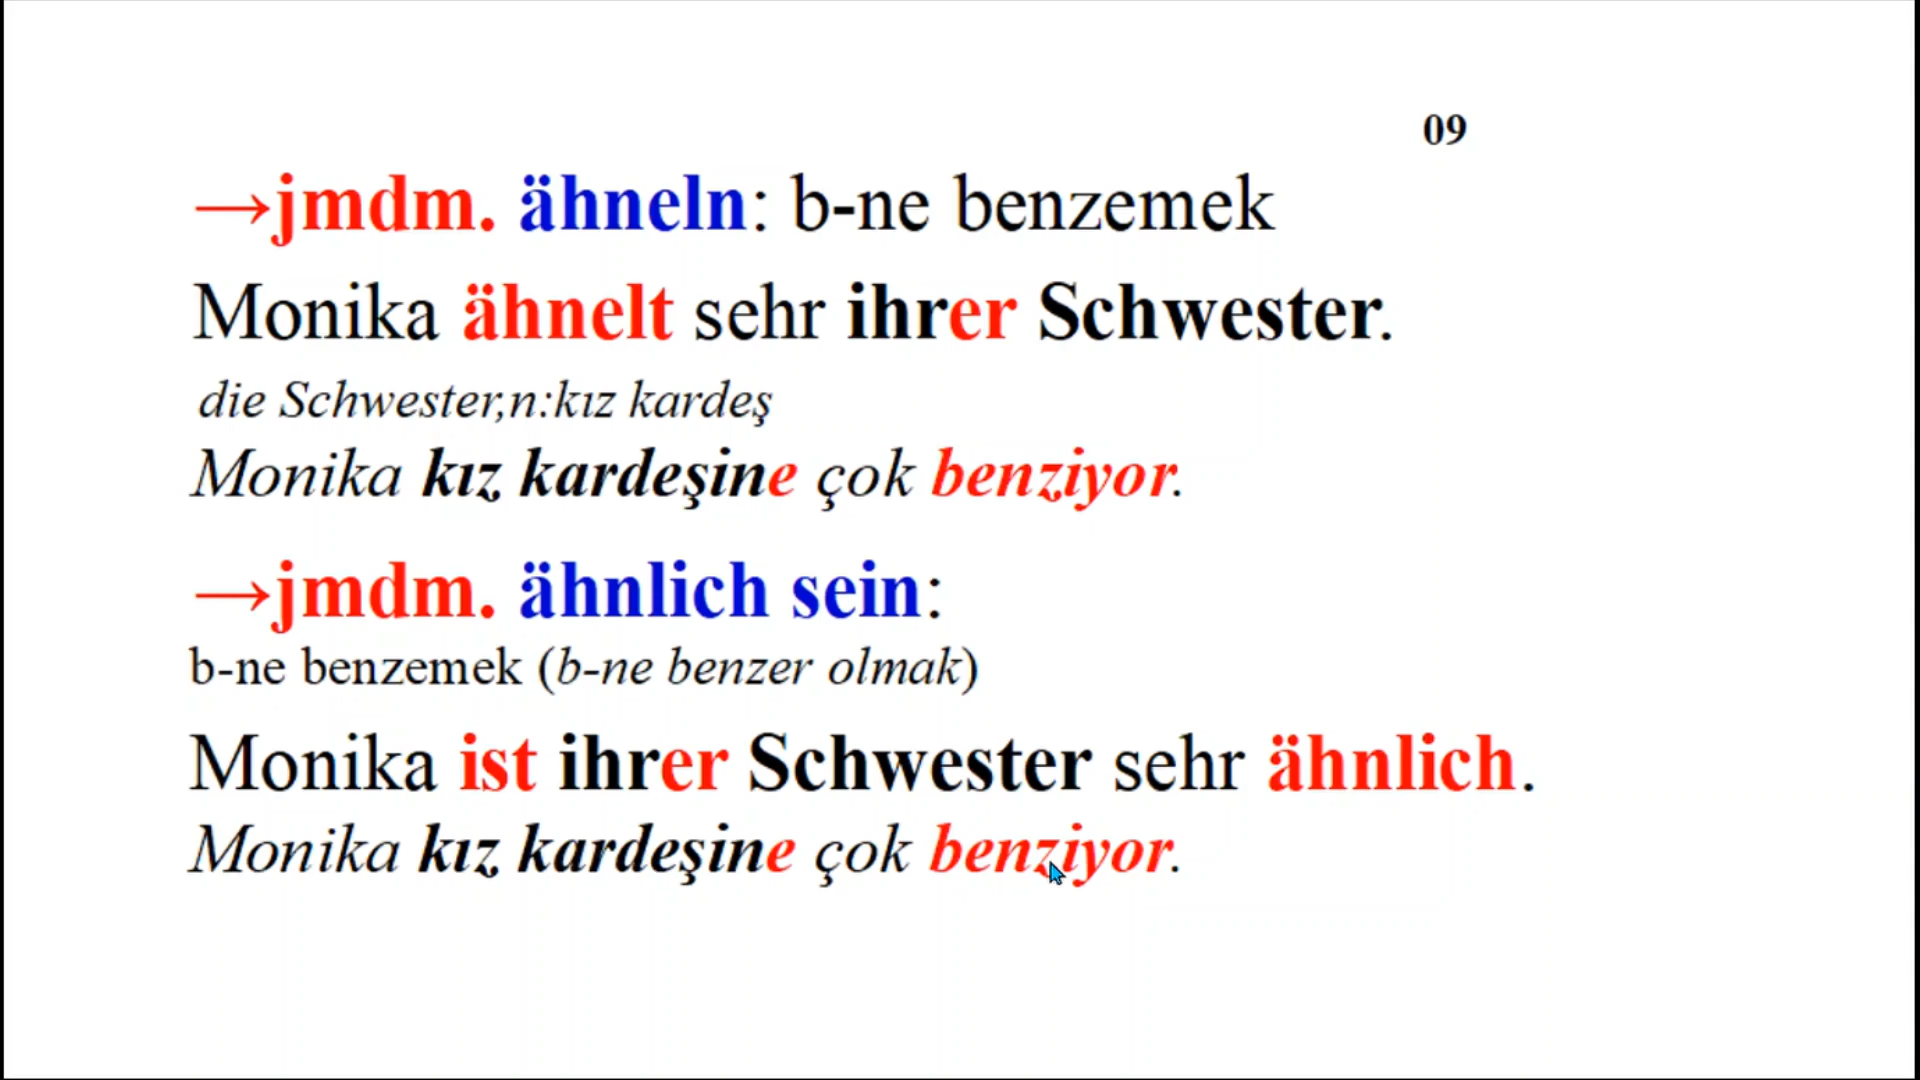 09
→jmdm. ähneln: b-ne benzemek
Monika ähnelt sehr ihrer Schwester.
die Schwester,n:kız kardeş
Monika kız kardeşine çok benziyor.
→jmdm. ähnlich sein:
b-ne benzemek (b-ne benzer olmak)
Monika ist ihrer Schwester sehr ähnlich.
Monika kız kardeşine çok benziyor.